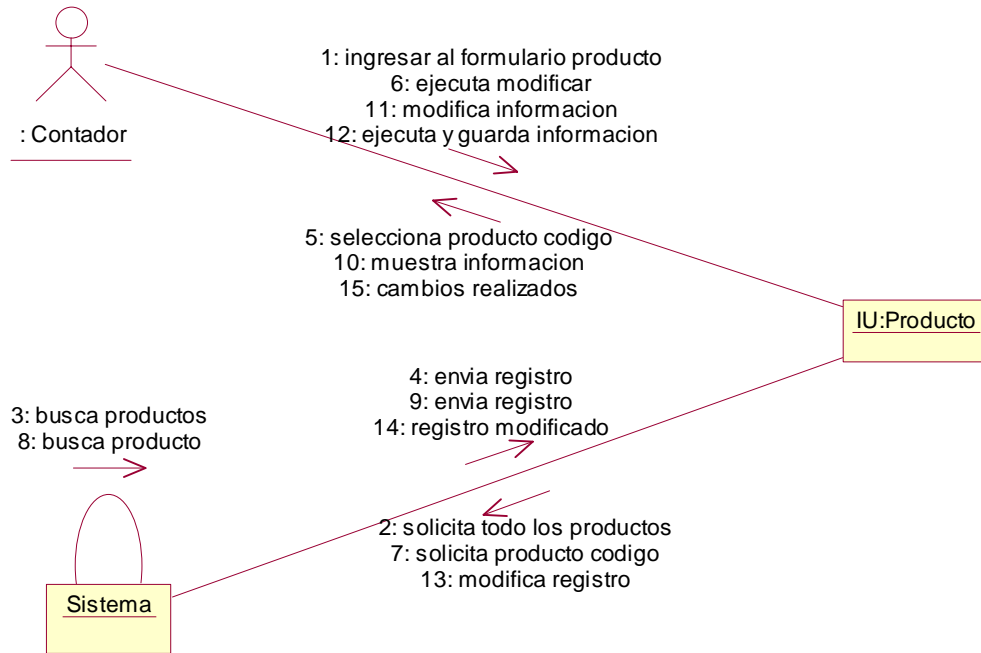 1: ingresar al formulario producto
6: ejecuta modificar
11: modifica informacion
12: ejecuta y guarda informacion
: Contador
5: selecciona producto codigo
10: muestra informacion
15: cambios realizados
IU:Producto
4: envia registro
9: envia registro
14: registro modificado
3: busca productos
8: busca producto
2: solicita todo los productos
7: solicita producto codigo
13: modifica registro
Sistema